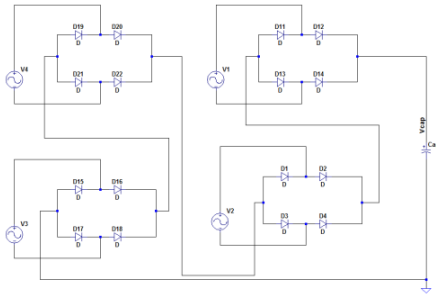 D19 D20
D D
V4
D21 D22
D D
D11 D12
D D
V1
D13 D14
D D
Vcap
Ca
D15 D16
D D
V3
D17 D18
D D
D1 D2
D D
V2
D3 D4
D D